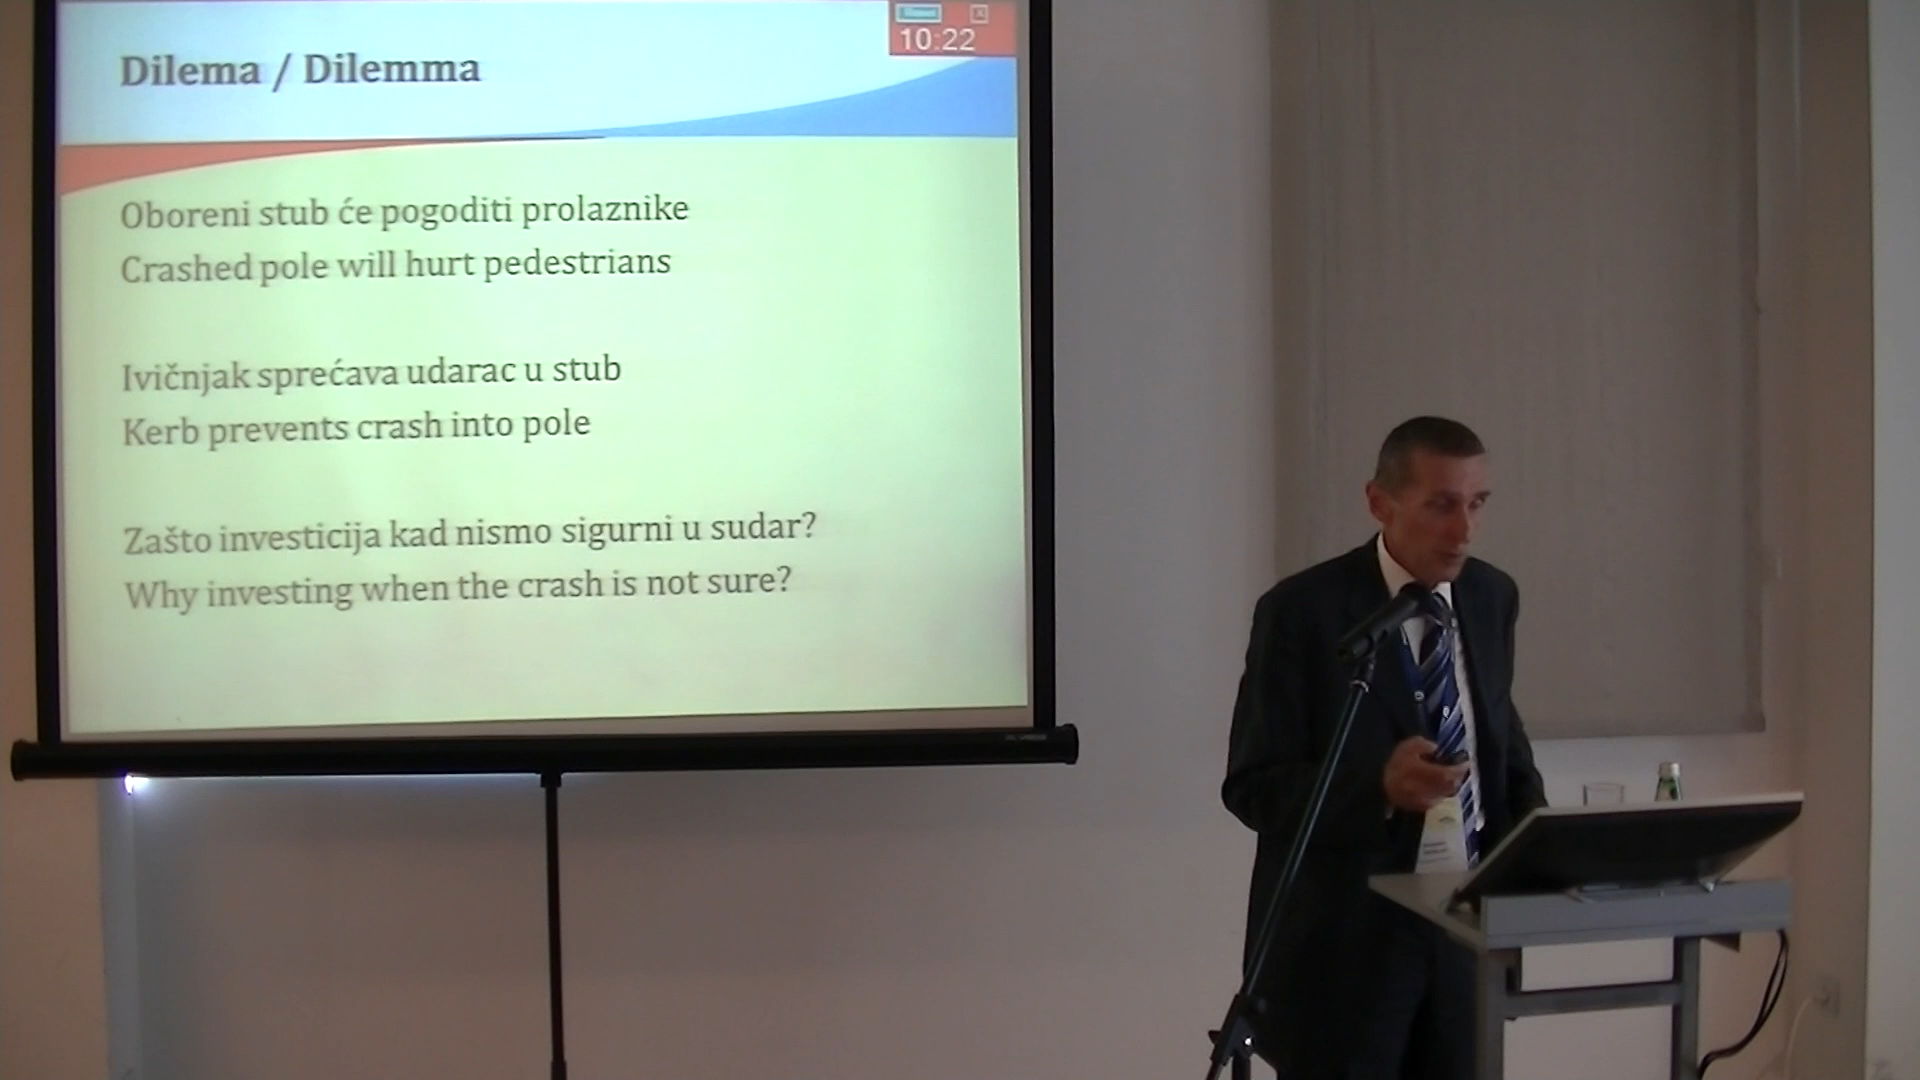 10:22
Dilema / Dilemma
Oboreni stub će pogoditi prolaznike
Crashed pole will hurt pedestrians
Ivičnjak sprećava udarac u stub
Kerb prevents crash into pole
Zašto investicija kad nismo sigurni u sudar?
Why investing when the crash is not sure?